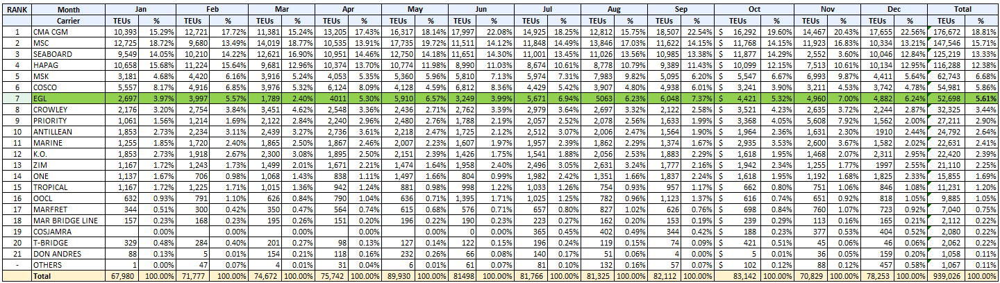 RANK Month Jan Feb Mar Apr May Jun Jul Aug Sep Oct Nov Dec Total
Carrier TEUs % TEUs % TEUs % TEUs % TEUs % TEUs % TEUs % TEUs % TEUs % TEUs % TEUs % TEUs % TEUs %
1 CMA CGM 10,393 15.29% 12,721 17.72% 11,381 15.24% 13,205 17.43% 16,317 18.14% 17,997 22.08% 14,925 18.25% 12,812 15.75% 18,507 22.54% $ 16,292 19.60% 14,467 20.43% 17,655 22.56% 176,672 18.81%
2 MSC 12,725 18.72% 9,680 13.49% 14,019 18.77% 10,535 13.91% 17,735 19.72% 11,511 14.12% 11,848 14.49% 13,846 17.03% 11,622 14.15% $ 11,768 14.15% 11,923 16.83% 10,334 13.21% 147,546 15.71%
3 SEABOARD 9,549 14.05% 10,210 14.22% 12,621 16.90% 10,951 14.46% 12,750 14.18% 11,651 14.30% 11,001 13.45% 11,026 13.56% 10,985 13.38% $ 11,877 14.29% 2,552 3.60% 10,046 12.84% 125,219 13.33%
4 HAPAG 10,658 15.68% 11,224 15.64% 9,681 12.96% 10,374 13.70% 10,774 11.98% 8,990 11.03% 8,674 10.61% 8,778 10.79% 9,389 11.43% $ 10,099 12.15% 7,513 10.61% 10,134 12.95% 116,288 12.38%
5 MSK 3,181 4.68% 4,420 6.16% 3,916 5.24% 4,053 5.35% 5,360 5.96% 5,810 7.13% 5,974 7.31% 7,983 9.82% 5,095 6.20% $ 5,547 6.67% 6,993 9.87% 4,411 5.64% 62,743 6.68%
6 COSCO 5,557 8.17% 4,916 6.85% 3,976 5.32% 6,124 8.09% 4,128 4.59% 6,812 8.36% 4,429 5.42% 3,907 4.80% 4,938 6.01% $ 3,241 3.90% 3,211 4.53% 3,742 4.78% 54,981 5.86%
7 EGL 2,697 3.97% 3,997 5.57% 1,789 2.40% 4011 5.30% 5,910 6.57% 3,249 3.99% 5,671 6.94% 5063 6.23% 6,048 7.37% $ 4,421 5.32% 4,960 7.00% 4,882 6.24% 52,698 5.61%
8 CROWLEY 2,176 3.20% 2,754 3.84% 3,451 4.62% 2,548 3.36% 2,436 2.71% 2,762 3.39% 2,979 3.64% 2,622 3.23% 2,122 2.58% $ 3,521 4.23% 2,635 3.72% 2,244 2.87% 32,325 3.44%
9 PRIORITY 1,061 1.56% 1,214 1.69% 2,122 2.84% 2,240 2.96% 2,480 2.76% 1,788 2.19% 2,057 2.52% 2,078 2.56% 1,633 1.99% $ 3,368 4.05% 5,608 7.92% 1,562 2.00% 27,211 2.90%
10 ANTILLEAN 1,853 2.73% 2,234 3.11% 2,439 3.27% 2,736 3.61% 2,218 2.47% 1,725 2.12% 2,512 3.07% 2,006 2.47% 1,564 1.90% $ 1,964 2.36% 1,631 2.30% 1910 2.44% 24,792 2.64%
11 MARINE 1,255 1.85% 1,720 2.40% 1,865 2.50% 1,867 2.46% 2,007 2.23% 1,607 1.97% 1,957 2.39% 1,862 2.29% 1,374 1.67% $ 2,935 3.53% 2,600 3.67% 1,582 2.02% 22,631 2.41%
12 K.O. 1,853 2.73% 1,918 2.67% 2,300 3.08% 1,895 2.50% 2,151 2.39% 1,426 1.75% 1,541 1.88% 2,056 2.53% 1,883 2.29% $ 1,618 1.95% 1,468 2.07% 2,311 2.95% 22,420 2.39%
13 ZIM 1,167 1.72% 1,243 1.73% 1,499 2.01% 1,671 2.21% 1,474 1.64% 1,958 2.40% 2,496 3.05% 2,631 3.24% 1,777 2.16% $ 1,942 2.34% 1,255 1.77% 1997 2.55% 21,110 2.25%
14 ONE 1,137 1.67% 706 0.98% 1,068 1.43% 838 1.11% 1,497 1.66% 804 0.99% 1,982 2.42% 1,351 1.66% 1,837 2.24% $ 1,618 1.95% 1,192 1.68% 1,825 2.33% 15,855 1.69%
15 TROPICAL 1,167 1.72% 1,225 1.71% 1,015 1.36% 942 1.24% 881 0.98% 998 1.22% 1,033 1.26% 754 0.93% 957 1.17% $ 662 0.80% 751 1.06% 846 1.08% 11,231 1.20%
16 OOCL 632 0.93% 791 1.10% 626 0.84% 790 1.04% 636 0.71% 1,395 1.71% 1,025 1.25% 782 0.96% 1,123 1.37% $ 616 0.74% 651 0.92% 818 1.05% 9,885 1.05%
17 MARFRET 344 0.51% 300 0.42% 350 0.47% 564 0.74% 615 0.68% 576 0.71% 657 0.80% 827 1.02% 626 0.76% $ 698 0.84% 760 1.07% 723 0.92% 7,040 0.75%
18 MAR BRIDGE LINE 157 0.23% 168 0.23% 195 0.26% 151 0.20% 196 0.22% 190 0.23% 223 0.27% 162 0.20% 153 0.19% $ 239 0.29% 113 0.16% 165 0.21% 2,112 0.22%
19 COSJAMRA 0.00% 0.00% 0.00% 0.00% 0.00% 0 0.00% 365 0.45% 402 0.49% 344 0.42% $ 188 0.23% 377 0.53% 404 0.52% 2,080 0.22%
20 T-BRIDGE 329 0.48% 284 0.40% 201 0.27% 98 0.13% 127 0.14% 122 0.15% 196 0.24% 119 0.15% 74 0.09% $ 421 0.51% 45 0.06% 46 0.06% 2,062 0.22%
21 DON ANDRES 88 0.13% 5 0.01% 154 0.21% 118 0.16% 232 0.26% 66 0.08% 140 0.17% 51 0.06% 4 0.00% $ 5 0.01% 36 0.05% 159 0.20% 1,058 0.11%
- OTHERS 1 0.00% 47 0.07% 4 0.01% 31 0.04% 6 0.01% 61 0.07% 81 0.10% 132 0.16% 57 0.07% $ 102 0.12% 88 0.12% 457 0.58% 1,067 0.11%
Total 67,980 100.00% 71,777 100.00% 74,672 100.00% 75,742 100.00% 89,930 100.00% 81498 100.00% 81,766 100.00% 81,325 100.00% 82,112 100.00% 83,142 100.00% 70,829 100.00% 78,253 100.00% 939,026 100.00%